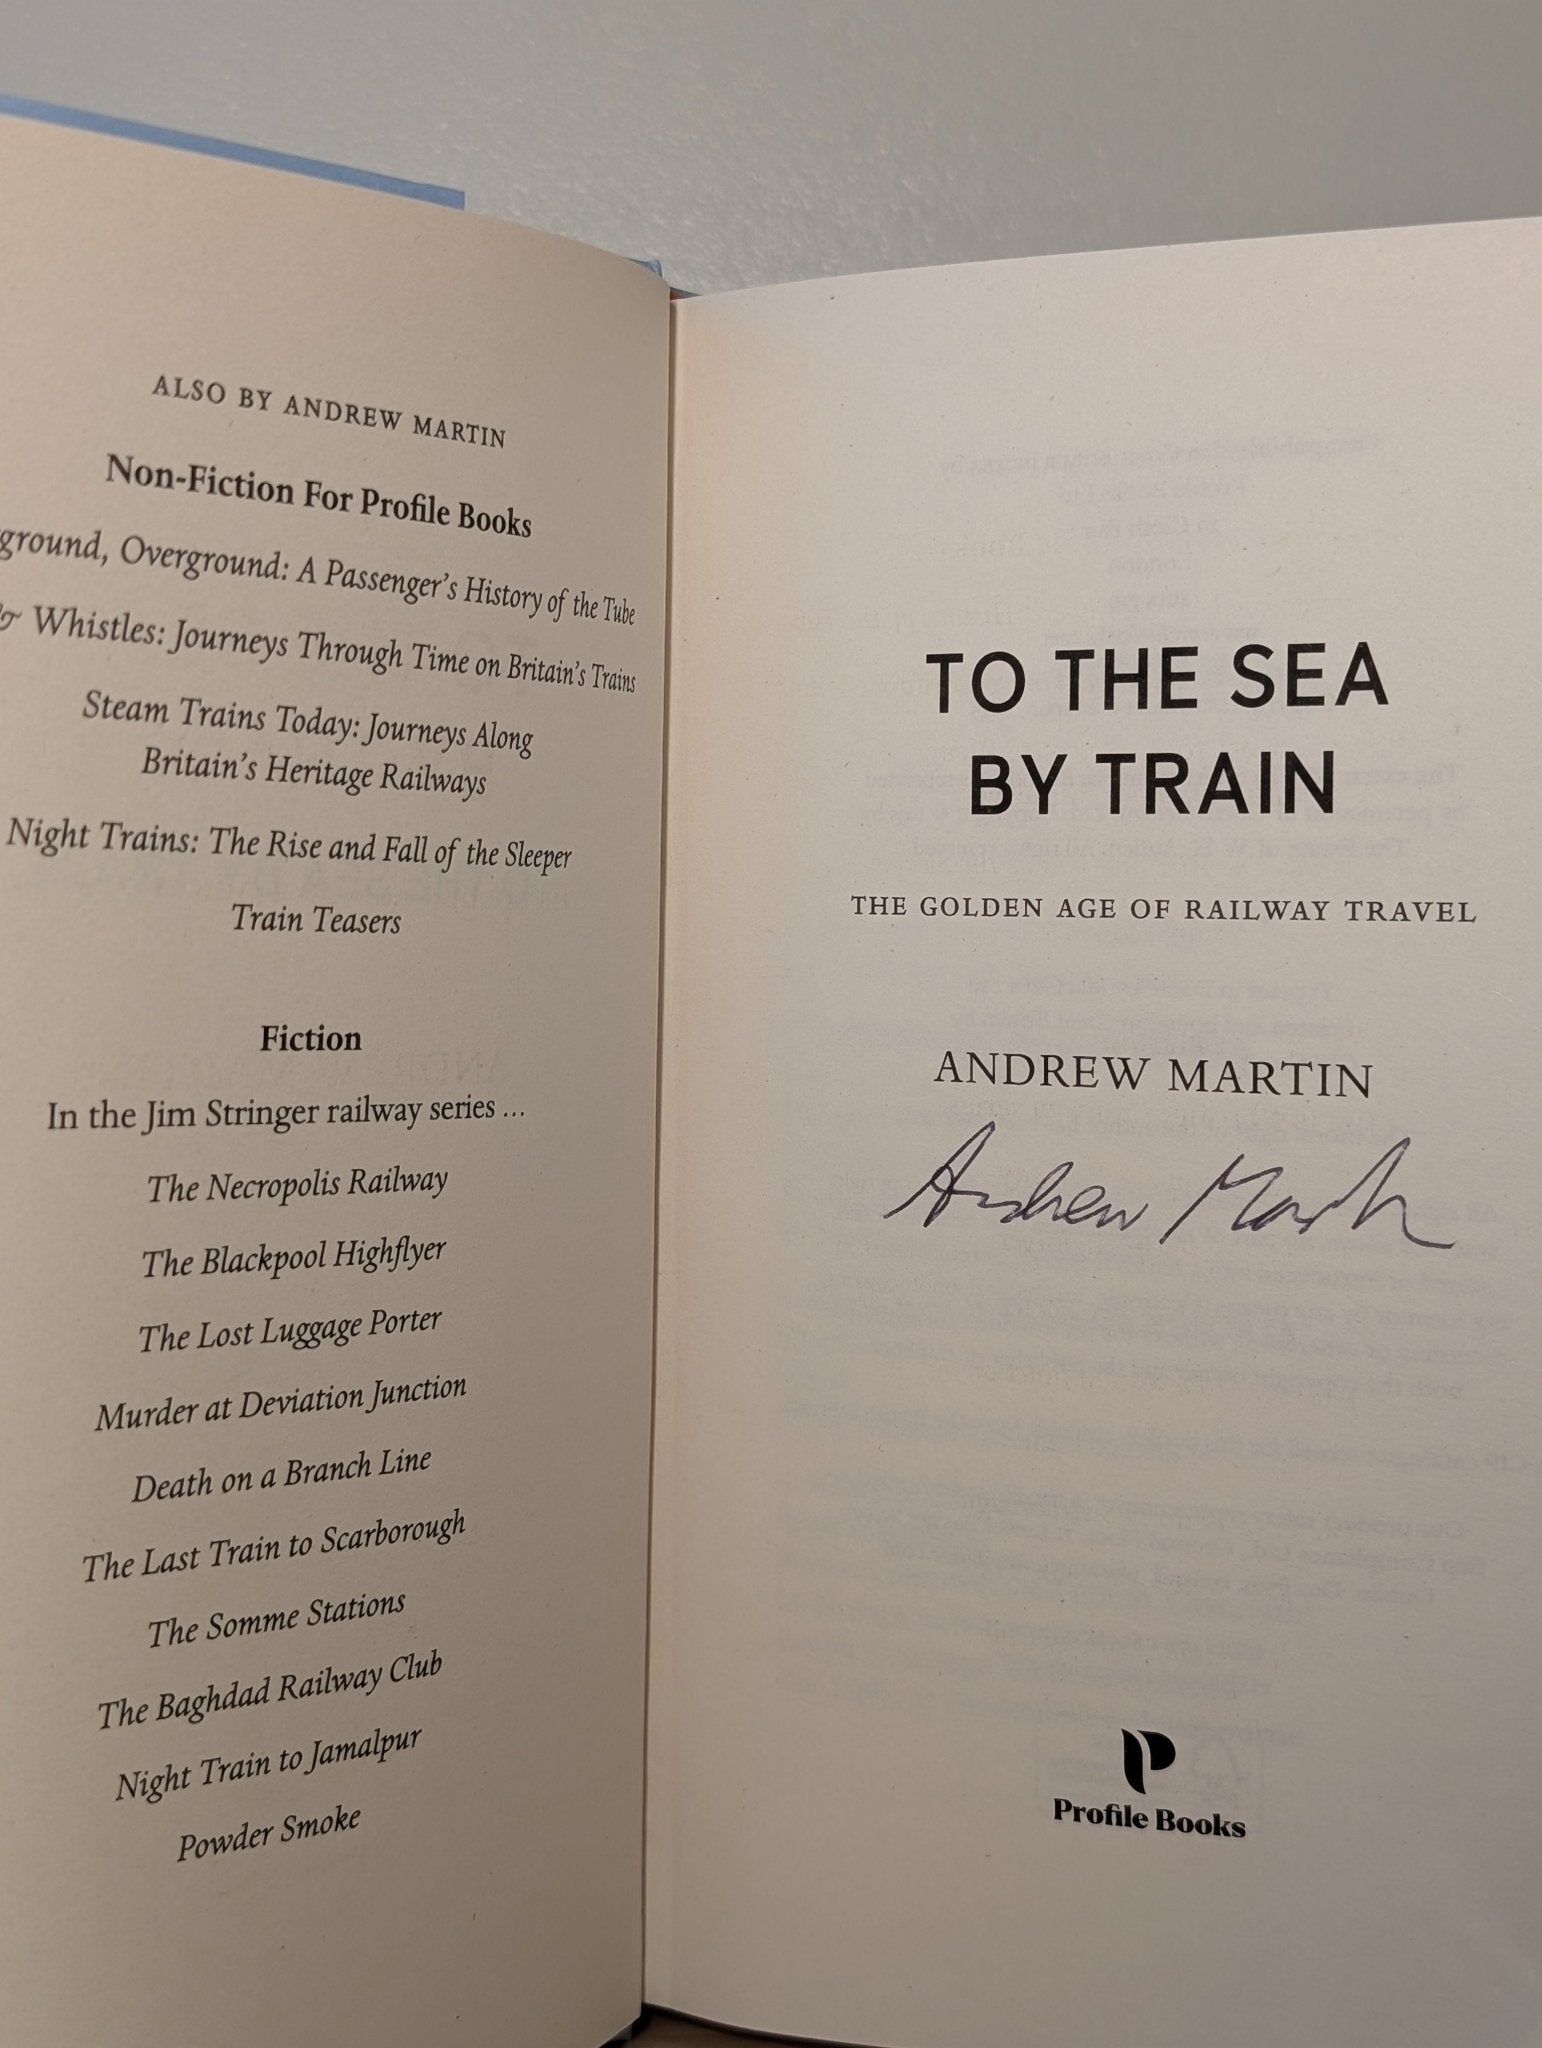 ALSO BY ANDREW MARTIN
Non-Fiction For Profile Books
ground, Overground: A Passenger's History of the Tube
& Whistles: Journeys Through Time on Britain's Trains
Steam Trains Today: Journeys Along
Britain's Heritage Railways
Night Trains: The Rise and Fall of the Sleeper
Train Teasers
Fiction
In the Jim Stringer railway series ...
The Necropolis Railway
The Blackpool Highflyer
The Lost Luggage Porter
Murder at Deviation Junction
Death on a Branch Line
The Last Train to Scarborough
The Somme Stations
The Baghdad Railway Club
Night Train to Jamalpur
Powder Smoke
TO THE SEA
BY TRAIN
THE GOLDEN AGE OF RAILWAY TRAVEL
ANDREW MARTIN
Andrew Martin
Profile Books